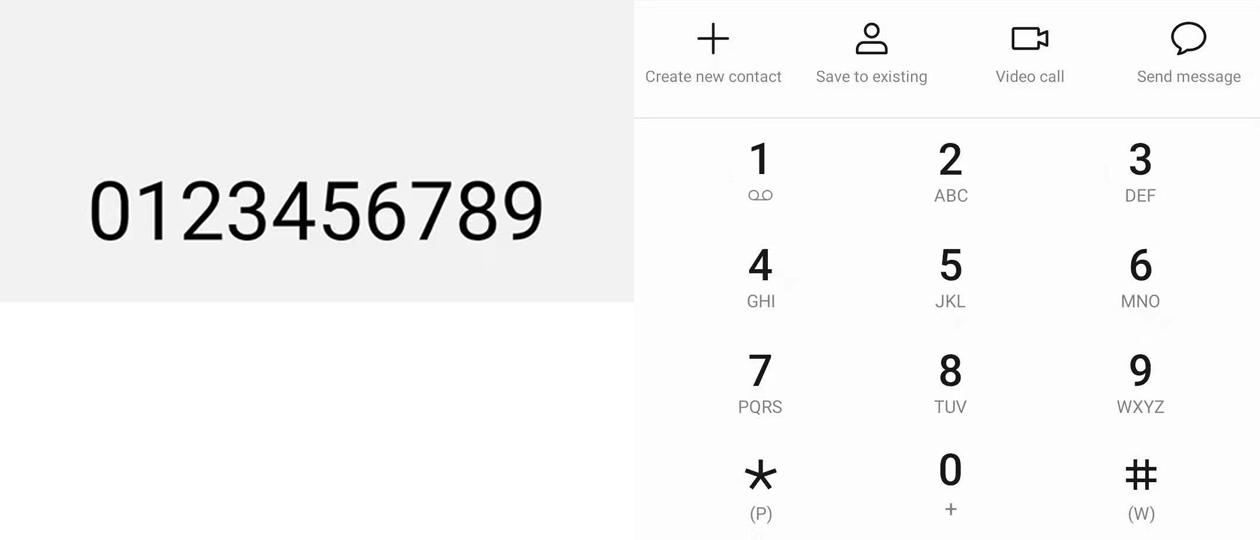 0123456789
Create new contact Save to existing Video call Send message
1 2 3
ABC DEF
4 5 6
GHI JKL MNO
7 8 9
PQRS TUV WXYZ
* 0 #
(P) + (W)